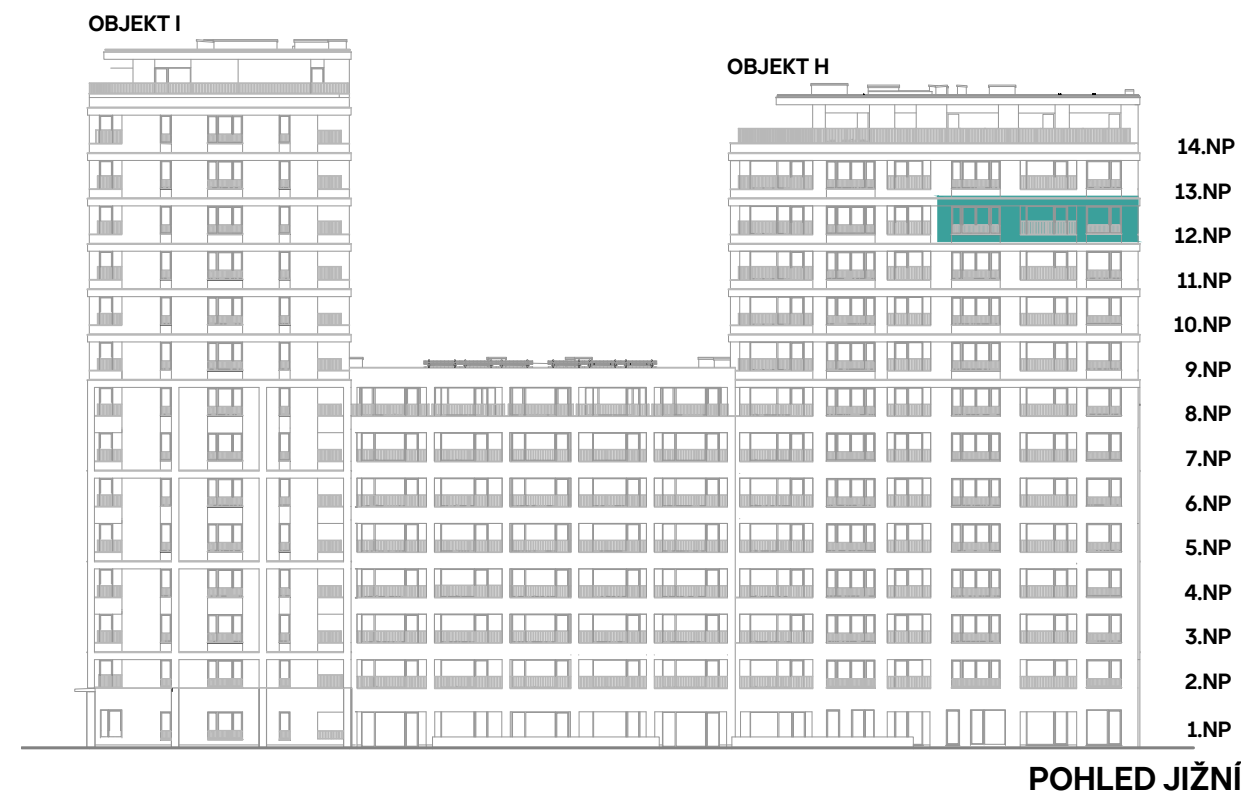 OBJEKT I
OBJEKT H
14.NP
13.NP
12.NP
11.NP
10.NP
9.NP
8.NP
7.NP
6.NP
5.NP
4.NP
3.NP
2.NP
1.NP
POHLED JIŽNÍ